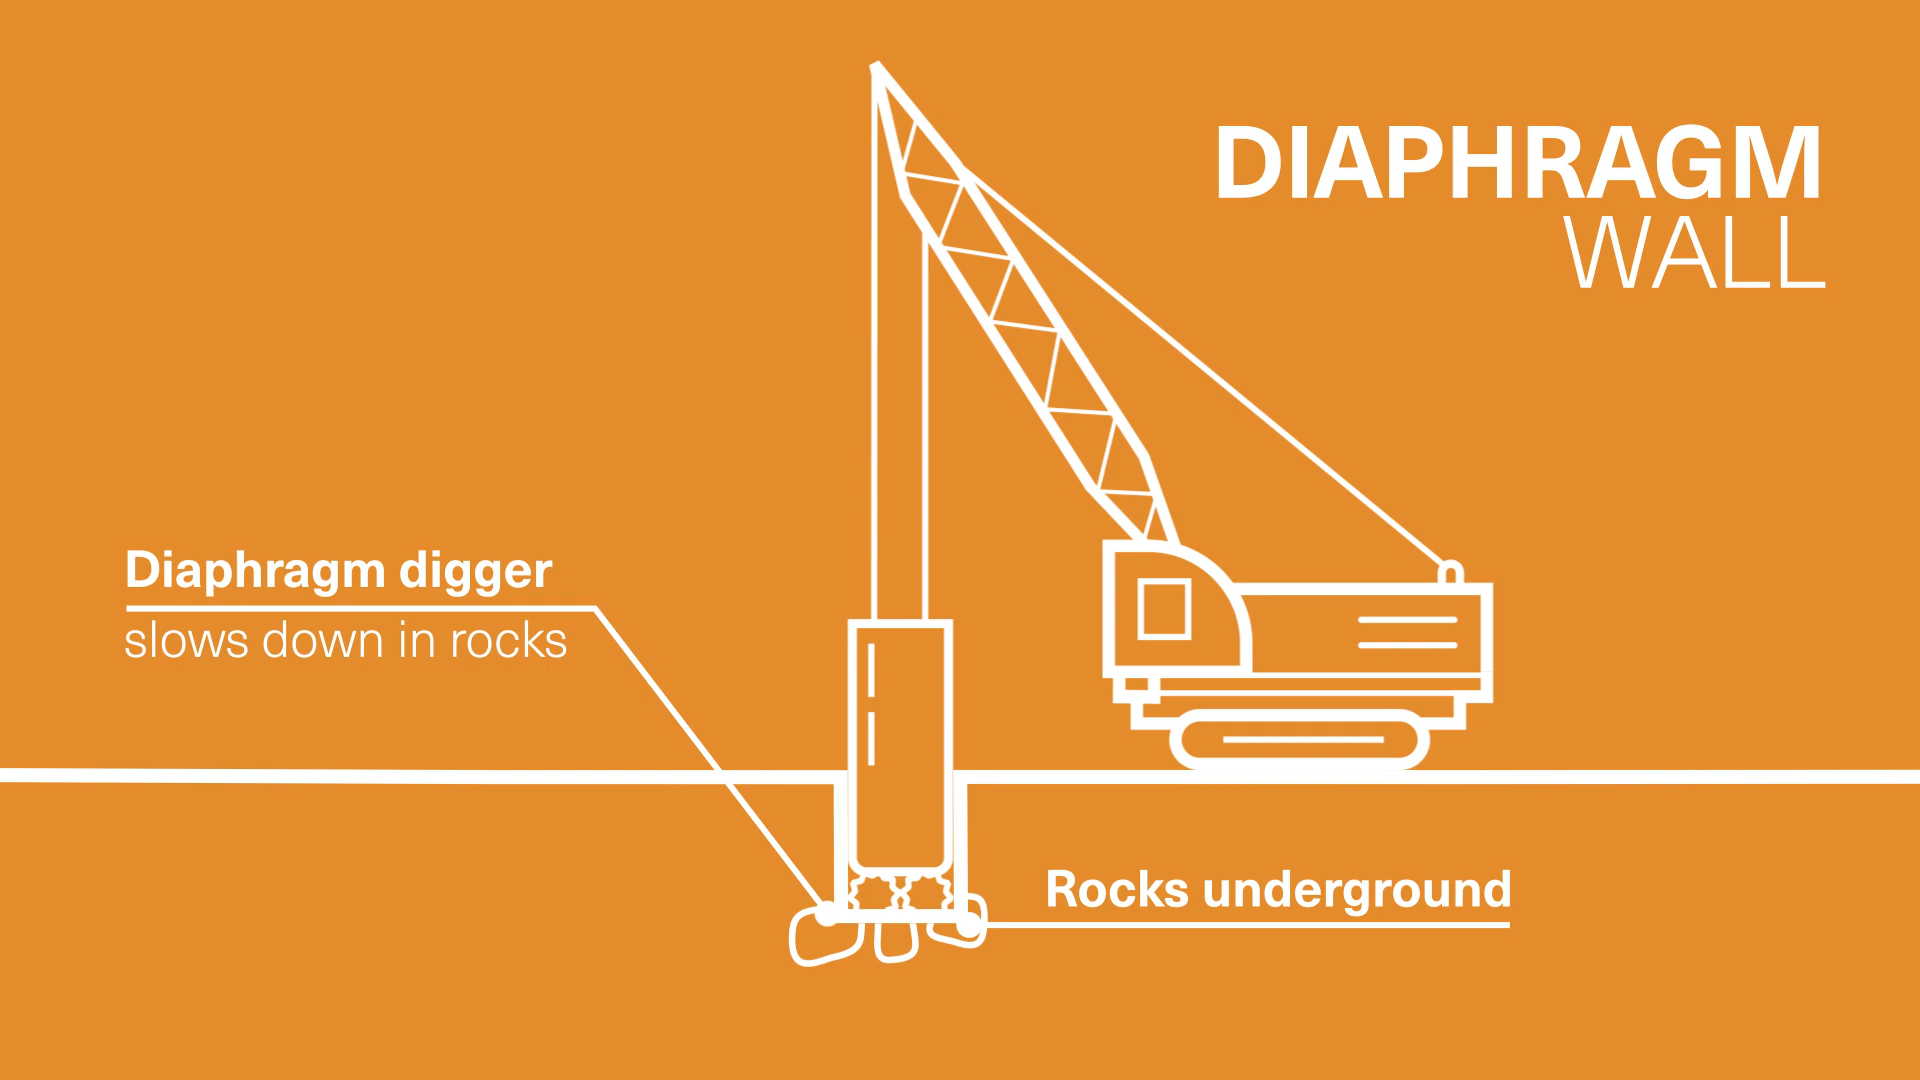 DIAPHRAGM
WALL
Diaphragm digger
slows down in rocks
Rocks underground